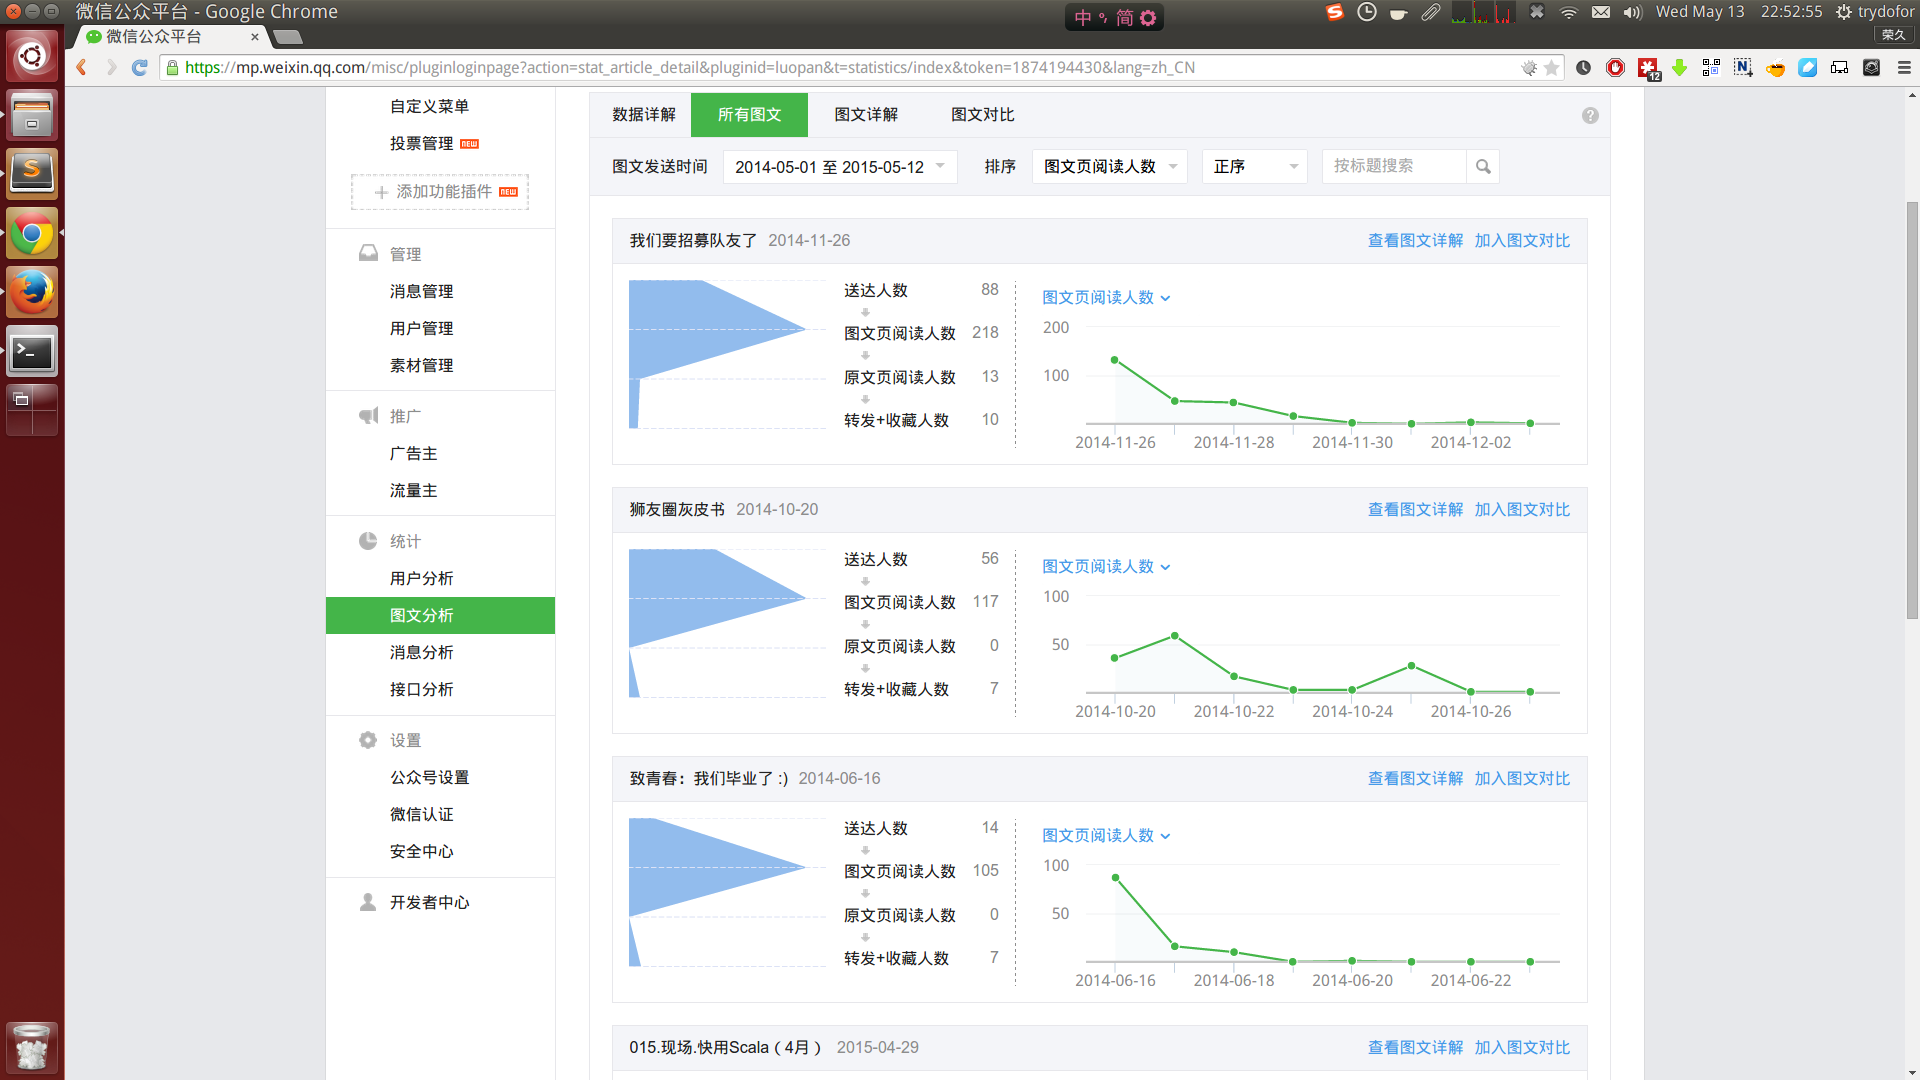 微信公众平台 - Google Chrome
中 简
Wed May 13 22:52:55 trydofor
微信公众平台 ×
荣久
https://mp.weixin.qq.com/misc/pluginloginpage?action=stat_article_detail&pluginid=luopan&t=statistics/index&token=1874194430&lang=zh_CN
12
自定义菜单
投票管理 NEW
+ 添加功能插件 NEW
管理
消息管理
用户管理
素材管理
推广
广告主
流量主
统计
用户分析
图文分析
消息分析
接口分析
设置
公众号设置
微信认证
安全中心
开发者中心
数据详解 所有图文 图文详解 图文对比 ?
图文发送时间 2014-05-01 至 2015-05-12 排序 图文页阅读人数 正序 按标题搜索
我们要招募队友了 2014-11-26 查看图文详解 加入图文对比
送达人数 88
图文页阅读人数 218
原文页阅读人数 13
转发+收藏人数 10
图文页阅读人数
200
100
2014-11-26 2014-11-28 2014-11-30 2014-12-02
狮友圈灰皮书 2014-10-20 查看图文详解 加入图文对比
送达人数 56
图文页阅读人数 117
原文页阅读人数 0
转发+收藏人数 7
图文页阅读人数
100
50
2014-10-20 2014-10-22 2014-10-24 2014-10-26
致青春：我们毕业了 :) 2014-06-16 查看图文详解 加入图文对比
送达人数 14
图文页阅读人数 105
原文页阅读人数 0
转发+收藏人数 7
图文页阅读人数
100
50
2014-06-16 2014-06-18 2014-06-20 2014-06-22
015.现场.快用Scala（4月） 2015-04-29 查看图文详解 加入图文对比